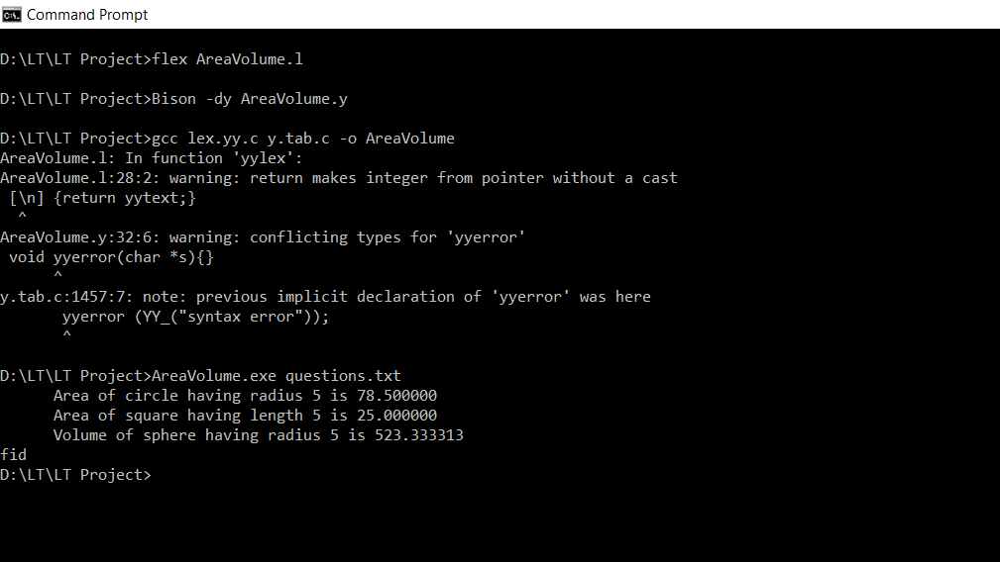 Command Prompt
D:\LT\LT Project>flex AreaVolume.l
D:\LT\LT Project>Bison -dy AreaVolume.y
D:\LT\LT Project>gcc lex.yy.c y.tab.c -o AreaVolume
AreaVolume.l: In function 'yylex':
AreaVolume.l:28:2: warning: return makes integer from pointer without a cast
 [\n] {return yytext;}
  ^
AreaVolume.y:32:6: warning: conflicting types for 'yyerror'
 void yyerror(char *s){}
      ^
y.tab.c:1457:7: note: previous implicit declaration of 'yyerror' was here
       yyerror (YY_("syntax error"));
       ^
D:\LT\LT Project>AreaVolume.exe questions.txt
      Area of circle having radius 5 is 78.500000
      Area of square having length 5 is 25.000000
      Volume of sphere having radius 5 is 523.333313
fid
D:\LT\LT Project>